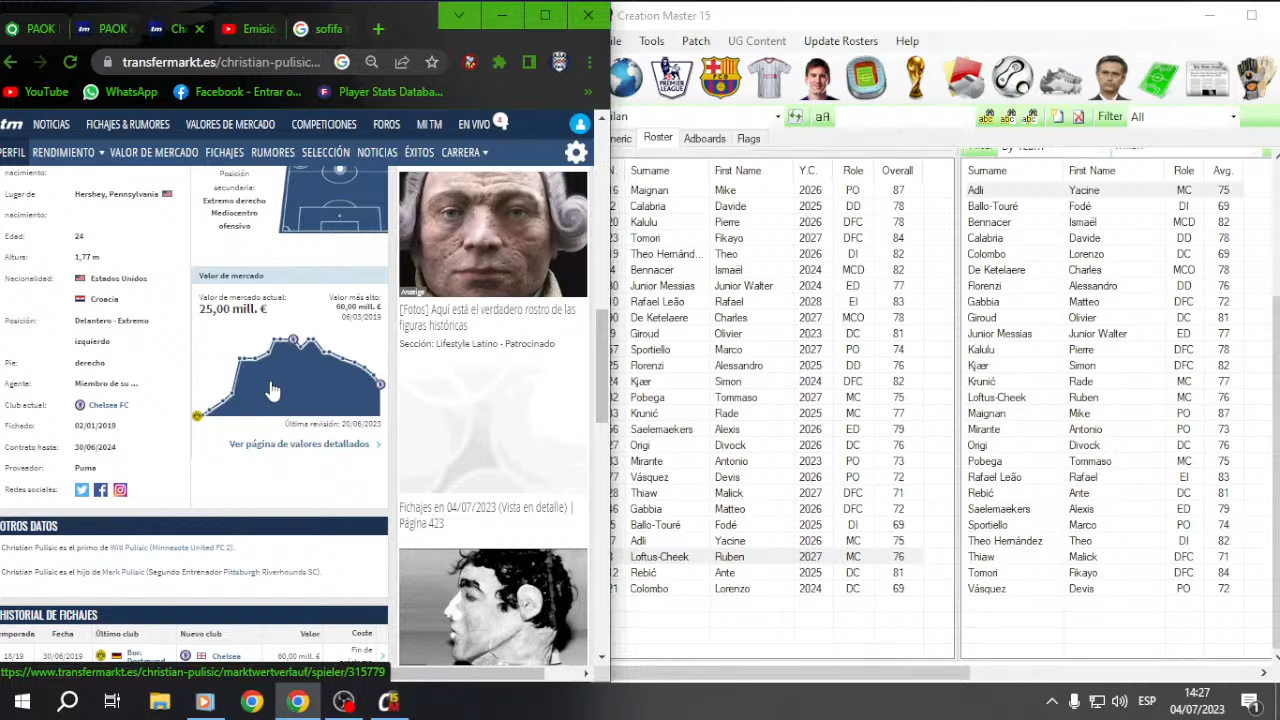 PAOK
PAOK
Ch
Emisió
sofifa
Creation Master 15
transfermarkt.es/christian-pulisic...
YouTube
WhatsApp
Facebook - Entrar o...
Player Stats Databa...
Tools
Patch
UG Content
Update Rosters
Help
tm NOTICIAS FICHAJES & RUMORES VALORES DE MERCADO COMPETICIONES FOROS MI TM EN VIVO 4
RENDIMIENTO VALOR DE MERCADO FICHAJES RUMORES SELECCIÓN NOTICIAS ÉXITOS CARRERA
nacimiento:
Lugar de nacimiento: Hershey, Pennsylvania
Edad: 24
Altura: 1,77 m
Nacionalidad: Estados Unidos
Croacia
Posición: Delantero - Extremo izquierdo
Pie: derecho
Agente: Miembro de su ...
Club actual: Chelsea FC
Fichado: 02/01/2019
Contrato hasta: 30/06/2024
Proveedor: Puma
Redes sociales:
Posición secundaria:
Extremo derecho
Mediocentro ofensivo
Valor de mercado
Valor de mercado actual: 25,00 mill. €
Valor más alto: 60,00 mill. € 06/03/2019
Última revisión: 20/06/2023
Ver página de valores detallados
OTROS DATOS
Christian Pulisic es el primo de Will Pulisic (Minnesota United FC 2).
Christian Pulisic es el hijo de Mark Pulisic (Segundo Entrenador Pittsburg Riverhounds SC).
HISTORIAL DE FICHAJES
Fecha Último club Nuevo club Valor Coste
18/19 30/06/2019 Bor. Dortmund Chelsea 60,00 mill. € Fin de
Anzeige
[Fotos] Aquí está el verdadero rostro de las figuras históricas
Sección: Lifestyle Latino - Patrocinado
Fichajes en 04/07/2023 (Vista en detalle) | Página 423
ttps://www.transfermarkt.es/christian-pulisic/marktwertverlauf/spieler/315779
Filter All
Roster Adboards Flags
Surname First Name Y.C. Role Overall
Maignan Mike 2026 PO 87
Calabria Davide 2025 DD 78
Kalulu Pierre 2026 DFC 78
Tomori Fikayo 2027 DFC 84
Theo Hernánd... Theo 2026 DI 82
Bennacer Ismaël 2024 MCD 82
Junior Messias Junior Walter 2024 ED 77
Rafael Leão Rafael 2028 EI 83
De Ketelaere Charles 2027 MCO 78
Giroud Olivier 2023 DC 81
Sportiello Marco 2027 PO 74
Florenzi Alessandro 2025 DD 76
Kjær Simon 2024 DFC 82
Pobega Tommaso 2027 MC 75
Krunić Rade 2025 MC 77
Saelemaekers Alexis 2026 ED 79
Origi Divock 2026 DC 76
Mirante Antonio 2023 PO 73
Vásquez Devis 2026 PO 72
Thiaw Malick 2027 DFC 71
Gabbia Matteo 2026 DFC 72
Ballo-Touré Fodé 2025 DI 69
Adli Yacine 2026 MC 75
Loftus-Cheek Ruben 2027 MC 76
Rebić Ante 2025 DC 81
Colombo Lorenzo 2024 DC 69
Surname First Name Role Avg.
Adli Yacine MC 75
Ballo-Touré Fodé DI 69
Bennacer Ismaël MCD 82
Calabria Davide DD 78
Colombo Lorenzo DC 69
De Ketelaere Charles MCO 78
Florenzi Alessandro DD 76
Gabbia Matteo DFC 72
Giroud Olivier DC 81
Junior Messias Junior Walter ED 77
Kalulu Pierre DFC 78
Kjær Simon DFC 82
Krunić Rade MC 77
Loftus-Cheek Ruben MC 76
Maignan Mike PO 87
Mirante Antonio PO 73
Origi Divock DC 76
Pobega Tommaso MC 75
Rafael Leão Rafael EI 83
Rebić Ante DC 81
Saelemaekers Alexis ED 79
Sportiello Marco PO 74
Theo Hernández Theo DI 82
Thiaw Malick DFC 71
Tomori Fikayo DFC 84
Vásquez Devis PO 72
ESP
14:27
04/07/2023